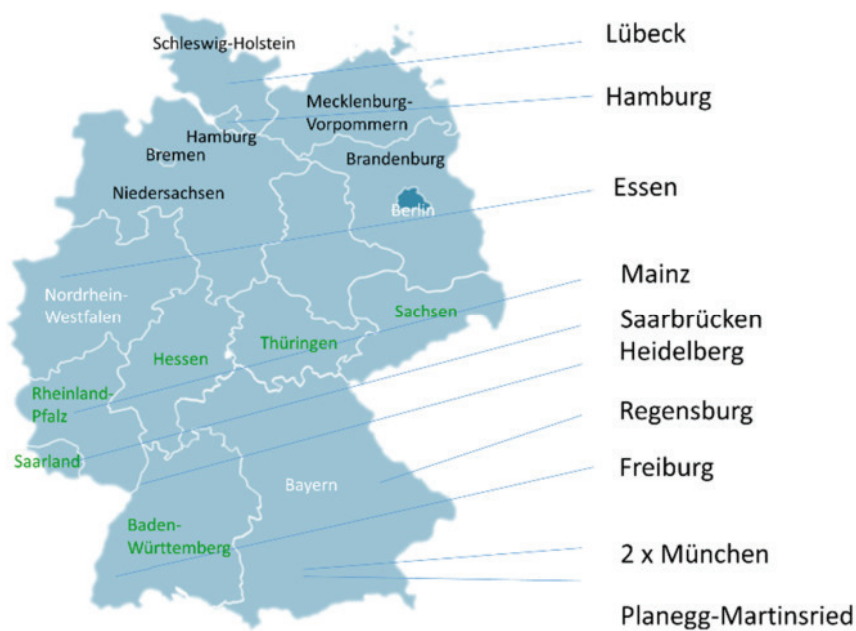 Schleswig-Holstein
Mecklenburg-
Vorpommern
Hamburg
Bremen
Brandenburg
Niedersachsen
Berlin
Nordrhein-
Westfalen
Sachsen
Hessen
Thüringen
Rheinland-
Pfalz
Saarland
Bayern
Baden-
Württemberg
Lübeck
Hamburg
Essen
Mainz
Saarbrücken
Heidelberg
Regensburg
Freiburg
2 x München
Planegg-Martinsried